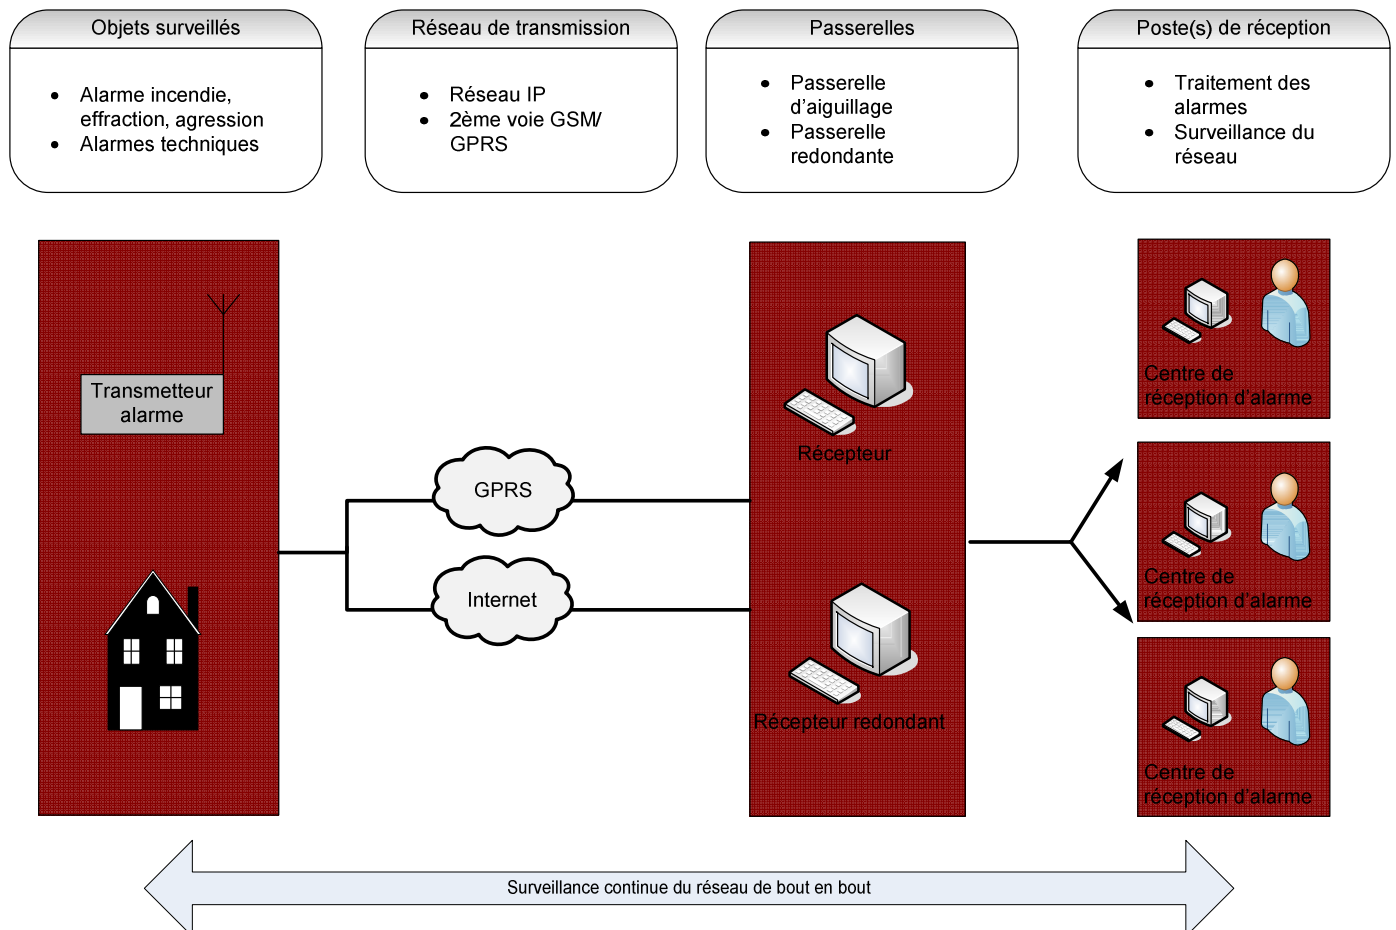 Objets surveillés
• Alarme incendie,
effraction, agression
• Alarmes techniques
Réseau de transmission
• Réseau IP
• 2ème voie GSM/
GPRS
Passerelles
• Passerelle
d'aiguillage
• Passerelle
redondante
Poste(s) de réception
• Traitement des
alarmes
• Surveillance du
réseau
Transmetteur
alarme
GPRS
Internet
Récepteur
Récepteur redondant
Centre de
réception d'alarme
Centre de
réception d'alarme
Centre de
réception d'alarme
Surveillance continue du réseau de bout en bout